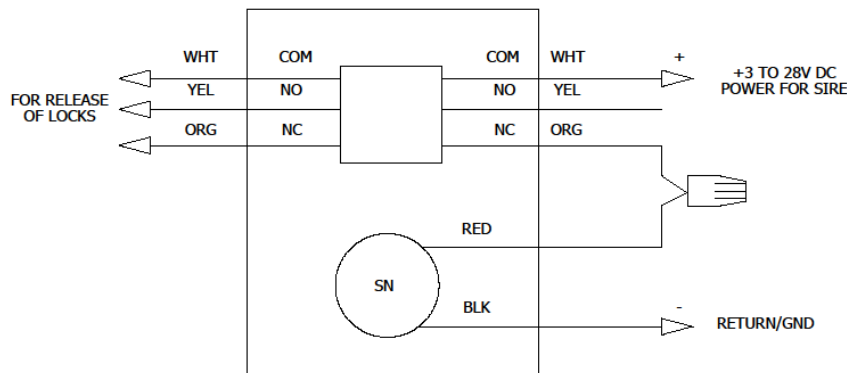 WHT COM COM WHT +
+3 TO 28V DC
POWER FOR SIRE
YEL NO NO YEL
FOR RELEASE
OF LOCKS
ORG NC NC ORG
RED
SN
BLK -
RETURN/GND